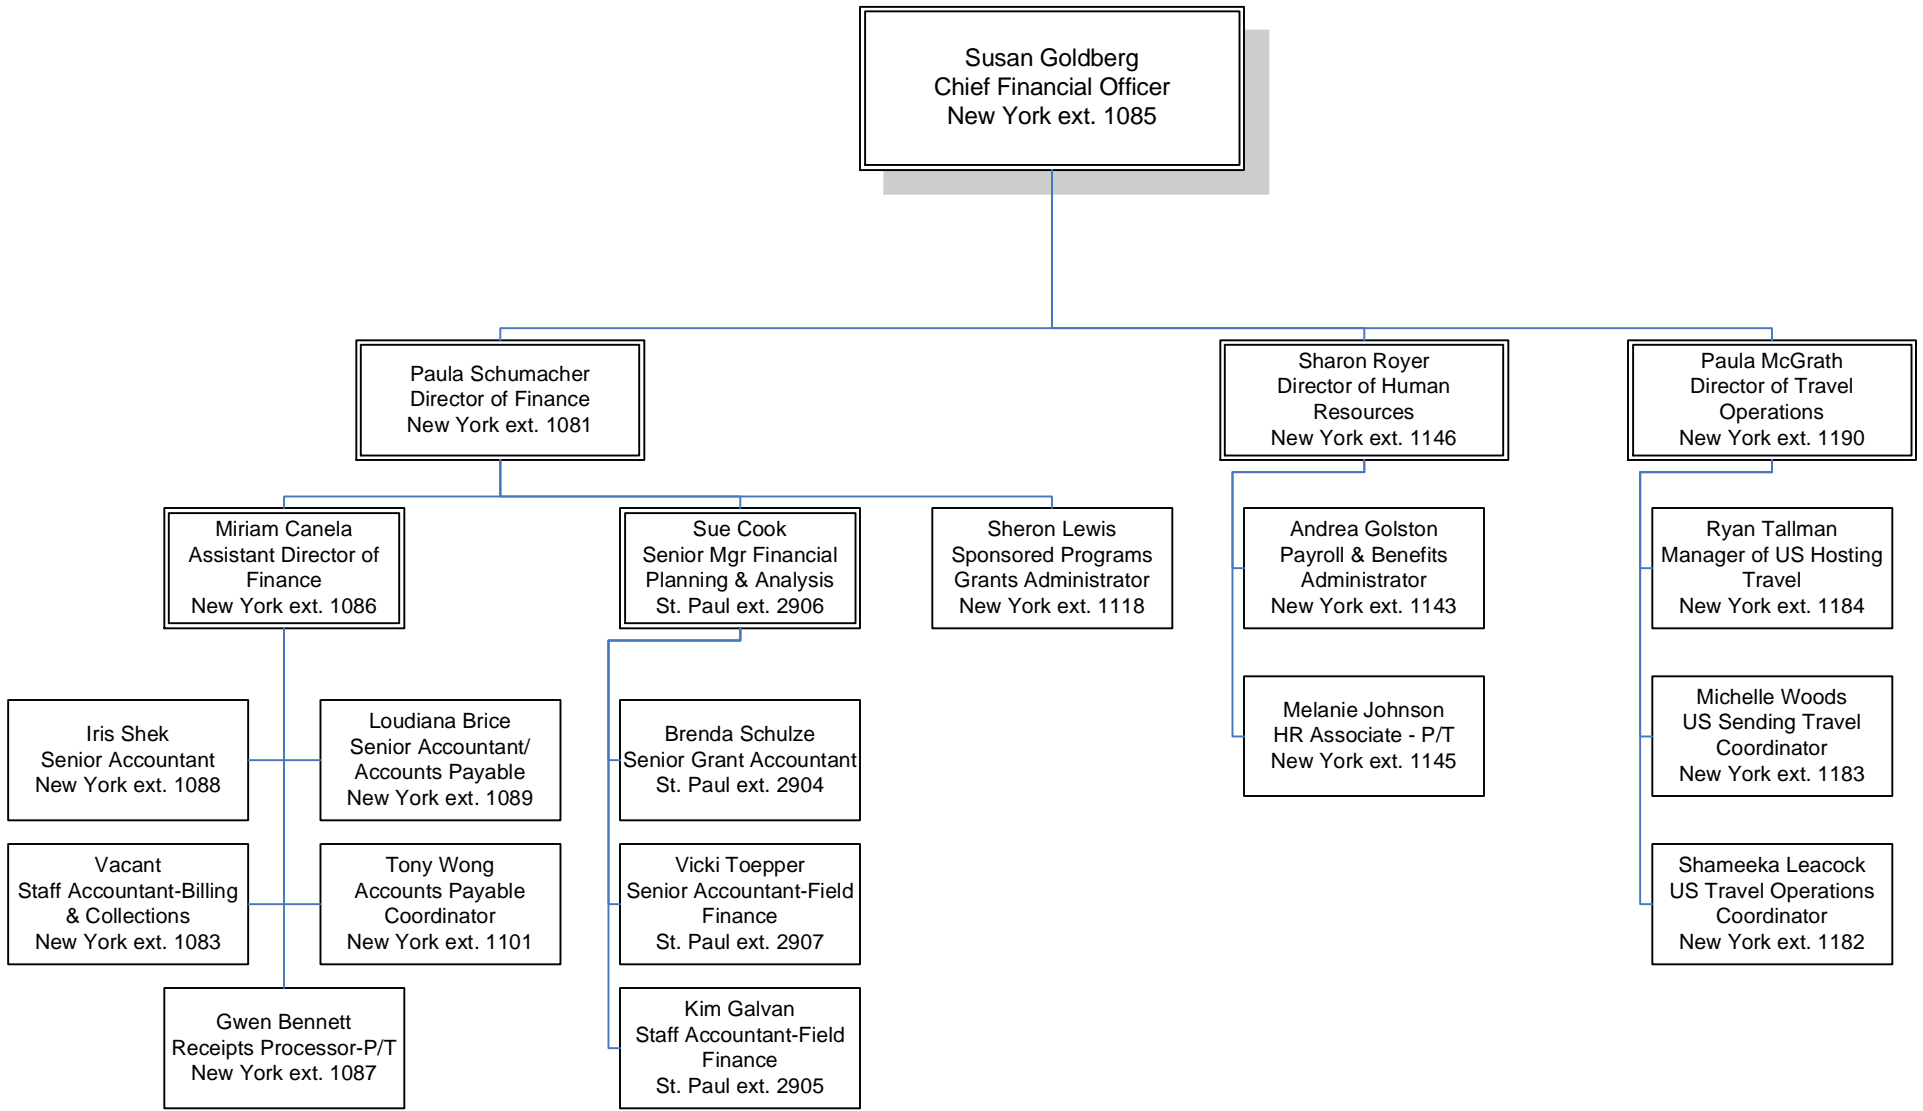 Susan Goldberg
Chief Financial Officer
New York ext. 1085
Paula Schumacher
Director of Finance
New York ext. 1081
Sharon Royer
Director of Human
Resources
New York ext. 1146
Paula McGrath
Director of Travel
Operations
New York ext. 1190
Miriam Canela
Assistant Director of
Finance
New York ext. 1086
Sue Cook
Senior Mgr Financial
Planning & Analysis
St. Paul ext. 2906
Sheron Lewis
Sponsored Programs
Grants Administrator
New York ext. 1118
Andrea Golston
Payroll & Benefits
Administrator
New York ext. 1143
Ryan Tallman
Manager of US Hosting
Travel
New York ext. 1184
Iris Shek
Senior Accountant
New York ext. 1088
Loudiana Brice
Senior Accountant/
Accounts Payable
New York ext. 1089
Brenda Schulze
Senior Grant Accountant
St. Paul ext. 2904
Melanie Johnson
HR Associate - P/T
New York ext. 1145
Michelle Woods
US Sending Travel
Coordinator
New York ext. 1183
Vacant
Staff Accountant-Billing
& Collections
New York ext. 1083
Tony Wong
Accounts Payable
Coordinator
New York ext. 1101
Vicki Toepper
Senior Accountant-Field
Finance
St. Paul ext. 2907
Shameeka Leacock
US Travel Operations
Coordinator
New York ext. 1182
Gwen Bennett
Receipts Processor-P/T
New York ext. 1087
Kim Galvan
Staff Accountant-Field
Finance
St. Paul ext. 2905